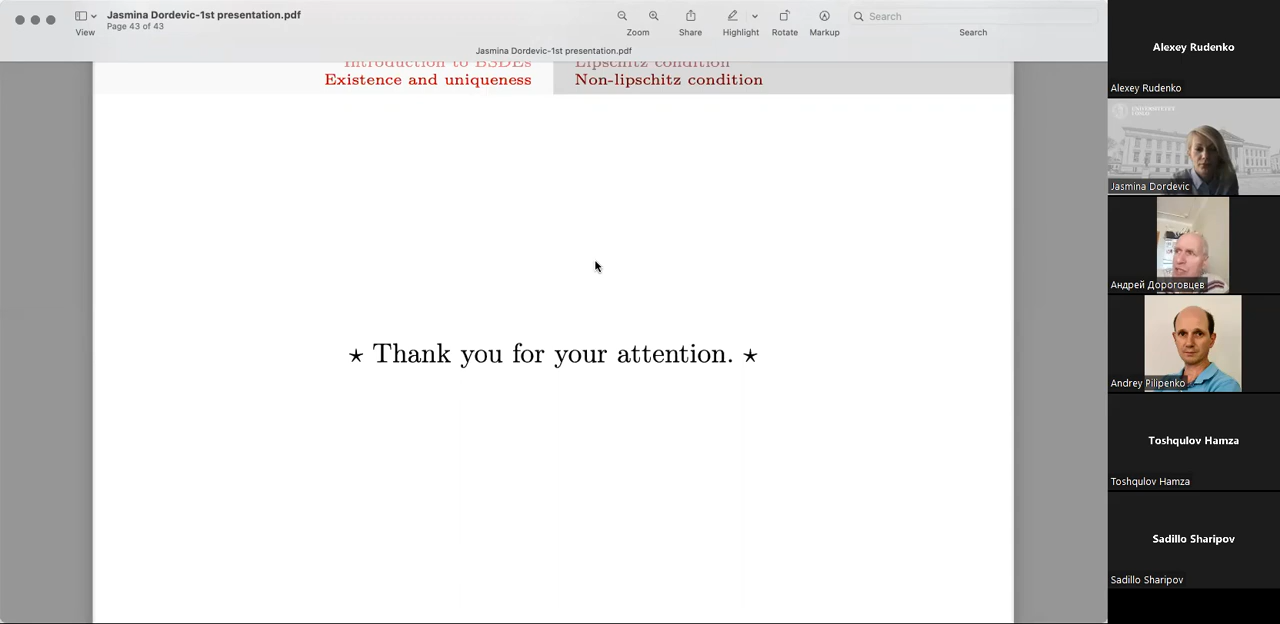 Jasmina Dordevic-1st presentation.pdf
Page 43 of 43
View
Zoom
Share
Highlight
Rotate
Markup
Search
Search
Jasmina Dordevic-1st presentation.pdf
Introduction to BSDEs
Lipschitz condition
Existence and uniqueness
Non-lipschitz condition
⋆ Thank you for your attention. ⋆
Alexey Rudenko
Alexey Rudenko
Jasmina Dordevic
Андрей Дороговцев
Andrey Pilipenko
Toshqulov Hamza
Toshqulov Hamza
Sadillo Sharipov
Sadillo Sharipov